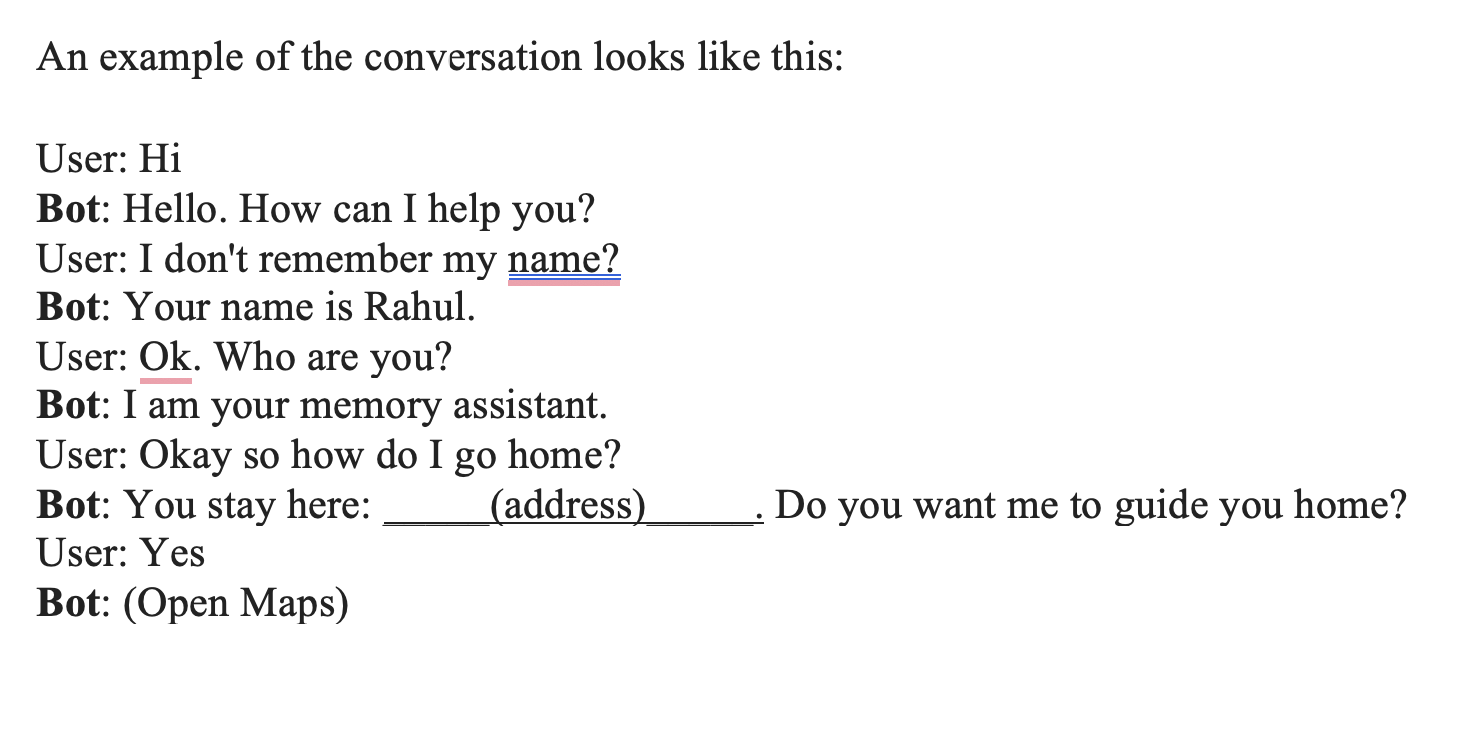 An example of the conversation looks like this:
User: Hi
Bot: Hello. How can I help you?
User: I don't remember my name?
Bot: Your name is Rahul.
User: Ok. Who are you?
Bot: I am your memory assistant.
User: Okay so how do I go home?
Bot: You stay here: _____(address)_____. Do you want me to guide you home?
User: Yes
Bot: (Open Maps)